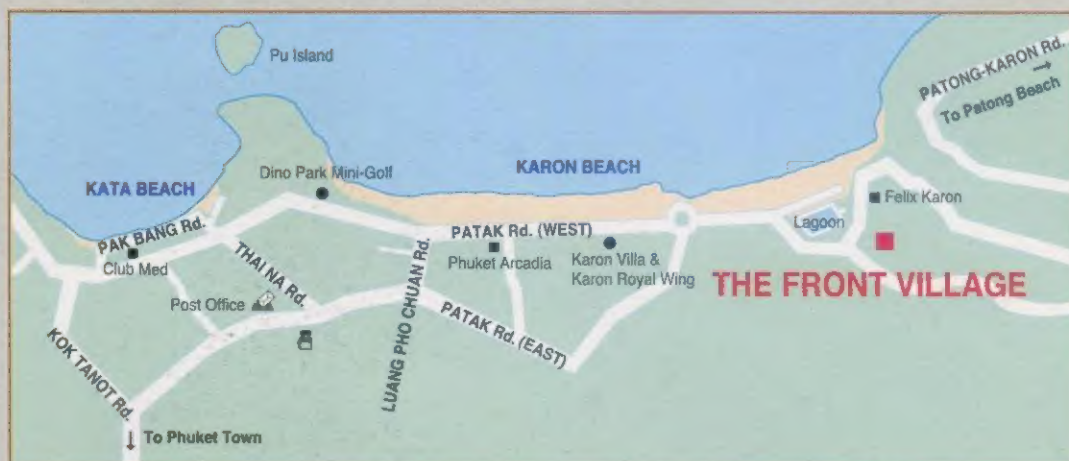 Pu Island
PATONG-KARON Rd.
To Patong Beach
KATA BEACH
Dino Park Mini-Golf
KARON BEACH
Felix Karon
PAK BANG Rd.
Club Med
THAI NA Rd.
PATAK Rd. (WEST)
Lagoon
Phuket Arcadia
Karon Villa &
Karon Royal Wing
THE FRONT VILLAGE
Post Office
LUANG PHO CHUAN Rd.
PATAK Rd. (EAST)
KOK TANOT Rd.
To Phuket Town